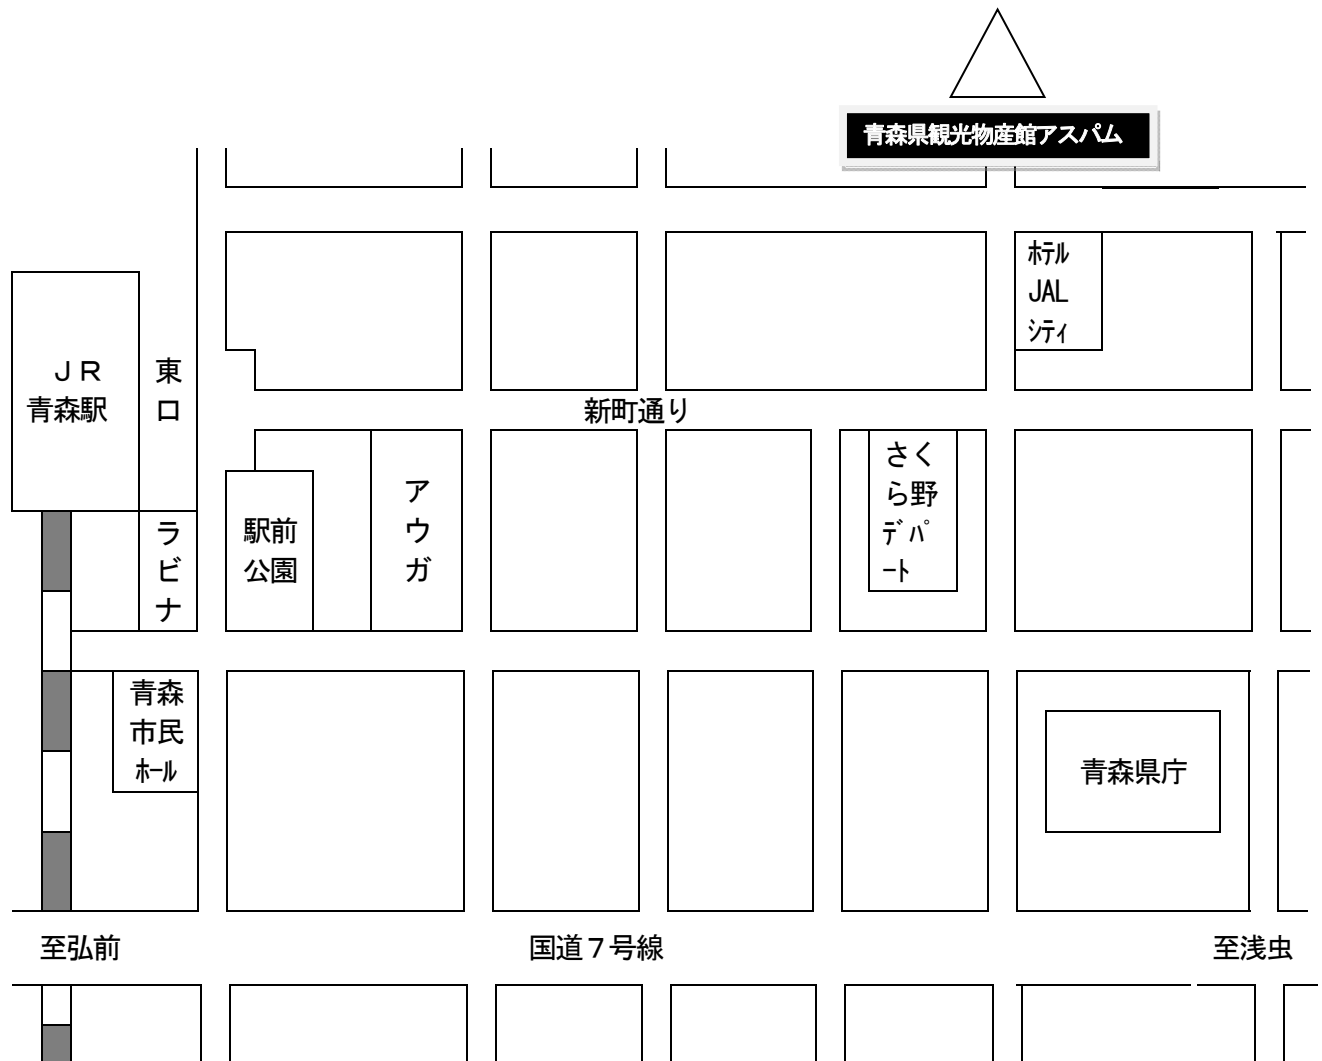 青森県観光物産館アスパム
ﾎﾃﾙ
JAL
ｼﾃｨ
ＪＲ
青森駅
東
口
新町通り
さく
ら野
ﾃﾞﾊﾟ
ｰﾄ
ア
ウ
ガ
駅前
公園
ラ
ビ
ナ
青森
市民
ﾎｰﾙ
青森県庁
至弘前
国道７号線
至浅虫